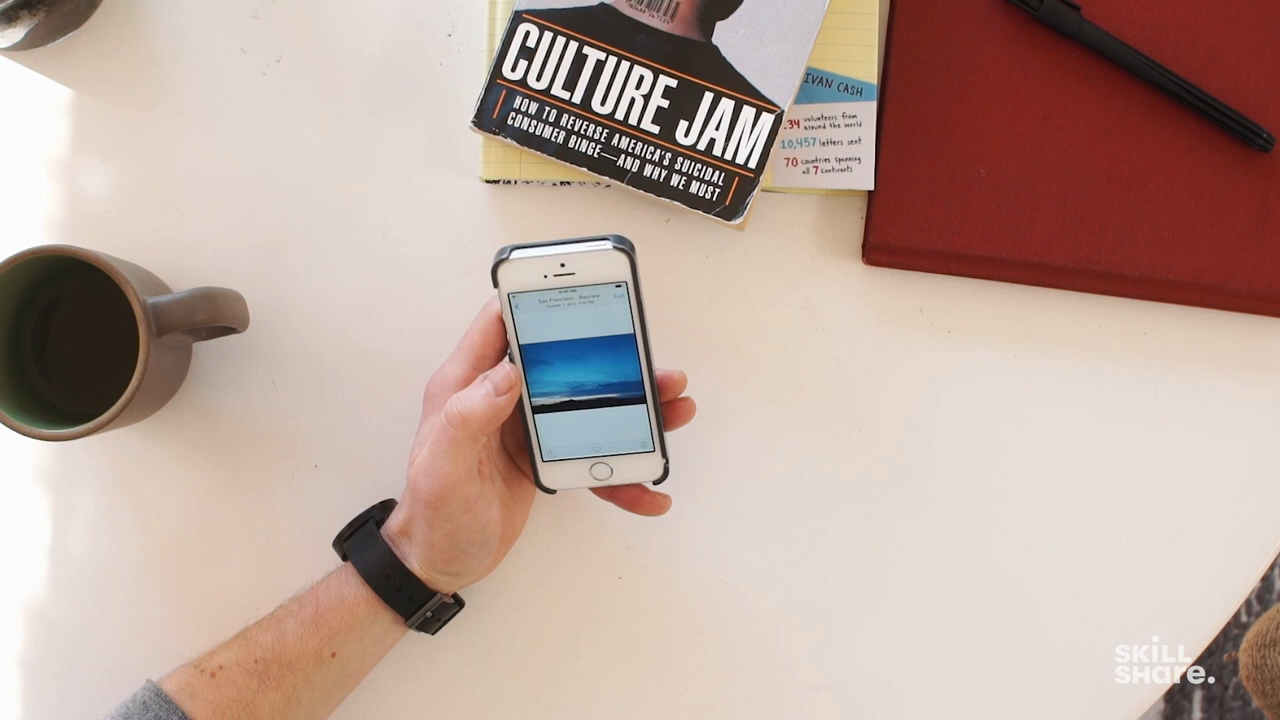 CULTURE JAM
HOW TO REVERSE AMERICA'S SUICIDAL
CONSUMER BINGE—AND WHY WE MUST
IVAN CASH
34 volunteers from
around the world
10,457 letters sent
70 countries spanning
all 7 continents
San Francisco - Bayview
Edit
SKILL
SHare.